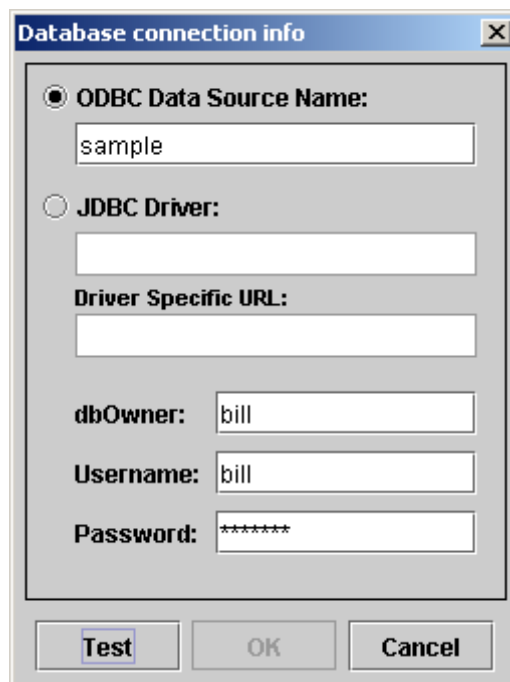 Database connection info
ODBC Data Source Name:
sample
JDBC Driver:
Driver Specific URL:
dbOwner: bill
Username: bill
Password: *******
Test OK Cancel